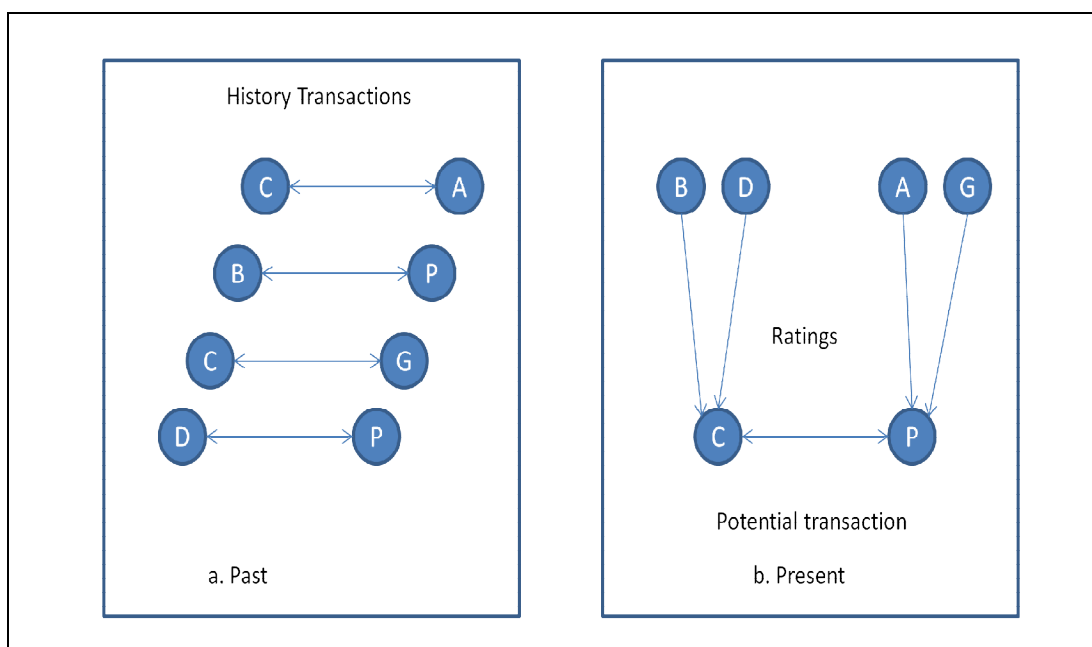 History Transactions
C A
B P
C G
D P
a. Past
B D A G
Ratings
C P
Potential transaction
b. Present